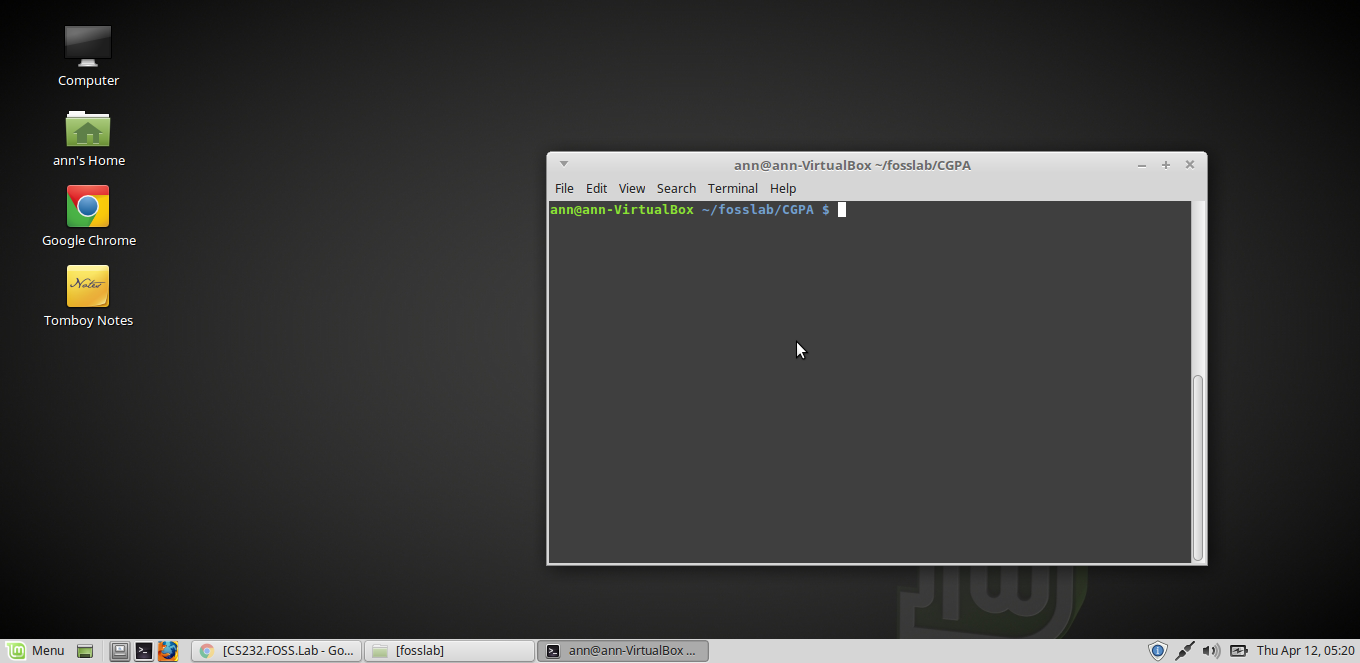 Computer
ann's Home
Google Chrome
Notes
Tomboy Notes
ann@ann-VirtualBox ~/fosslab/CGPA
File Edit View Search Terminal Help
ann@ann-VirtualBox ~/fosslab/CGPA $
Menu
[CS232.FOSS.Lab - Go...
[fosslab]
ann@ann-VirtualBox ...
Thu Apr 12, 05:20